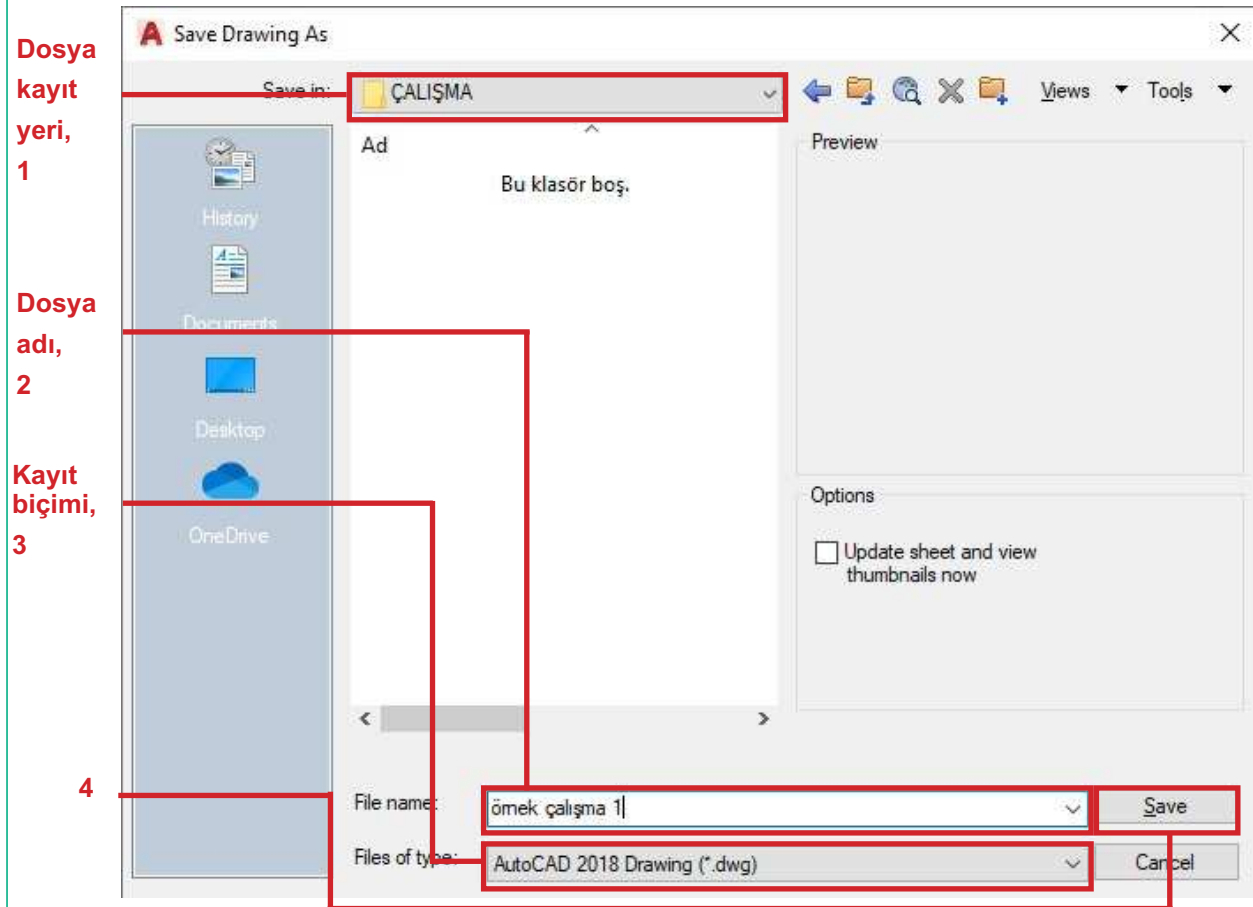 Save Drawing As
Dosya
kayıt
yeri,
1
Save in:
ÇALIŞMA
Views
Tools
Ad
Bu klasör boş.
Preview
History
Documents
Desktop
OneDrive
Dosya
adı,
2
Kayıt
biçimi,
3
Options
Update sheet and view
thumbnails now
4
File name:
örnek çalışma 1
Save
Files of type:
AutoCAD 2018 Drawing (*.dwg)
Cancel